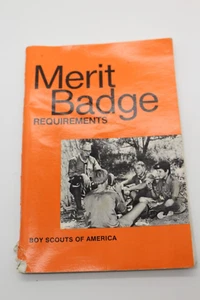 Merit
Badge
REQUIREMENTS
BOY SCOUTS OF AMERICA